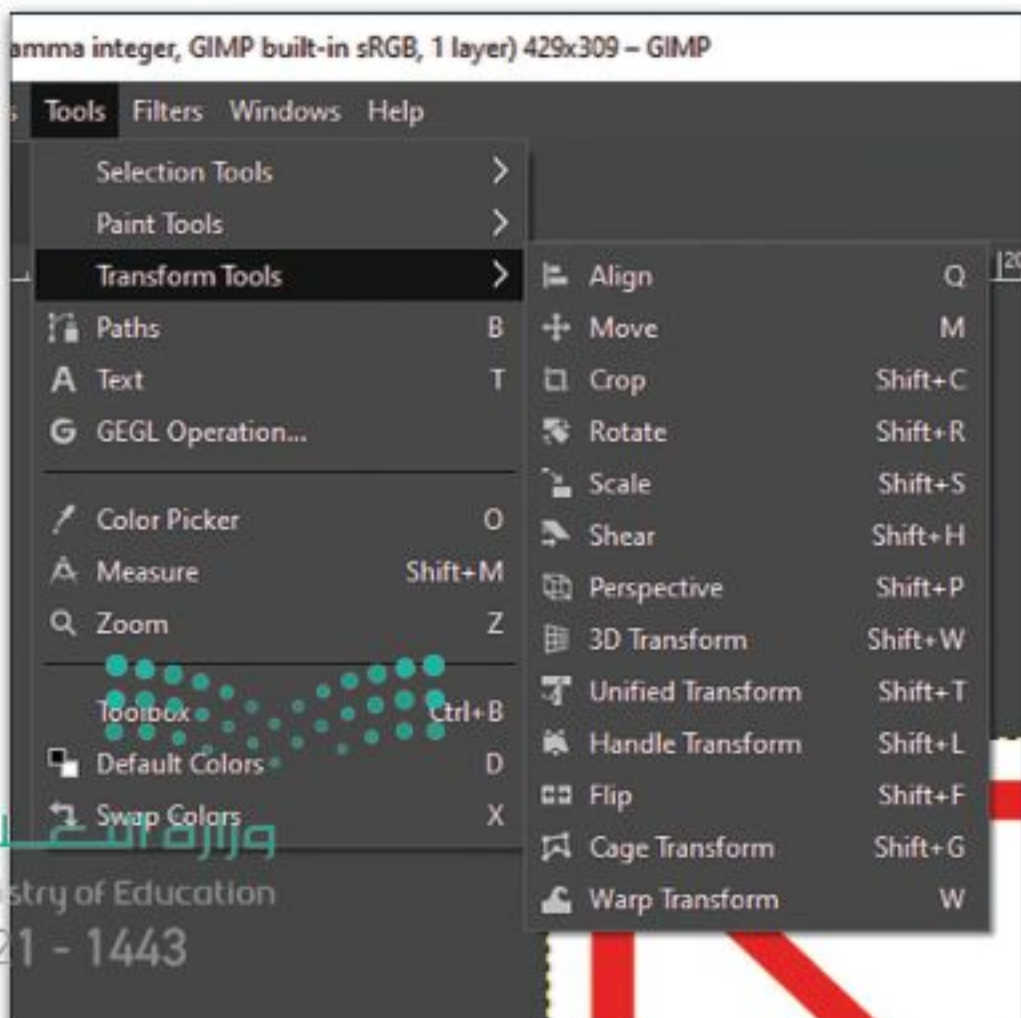 amma integer, GIMP built-in sRGB, 1 layer) 429x309 – GIMP
s Tools Filters Windows Help
Selection Tools
Paint Tools
Transform Tools
Paths B
Text T
GEGL Operation...
Color Picker O
Measure Shift+M
Zoom Z
Toolbox Ctrl+B
Default Colors D
Swap Colors X
Align Q
Move M
Crop Shift+C
Rotate Shift+R
Scale Shift+S
Shear Shift+H
Perspective Shift+P
3D Transform Shift+W
Unified Transform Shift+T
Handle Transform Shift+L
Flip Shift+F
Cage Transform Shift+G
Warp Transform W
20
وزارة التعـلـ
stry of Education
21 - 1443